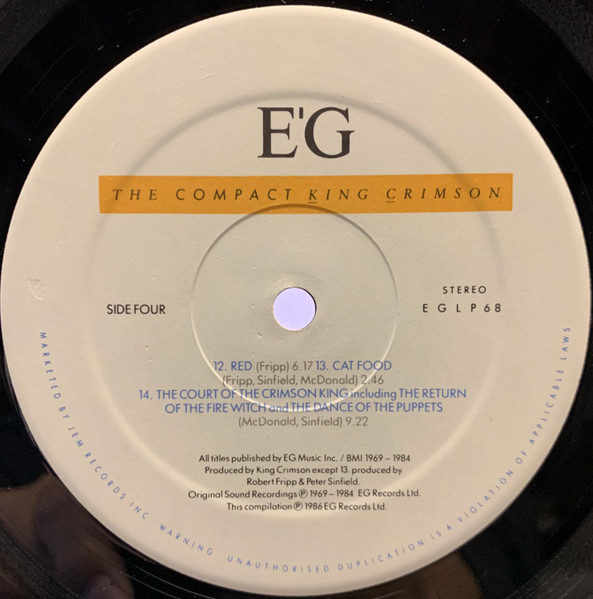 E'G
THE COMPACT KING CRIMSON
SIDE FOUR
STEREO
EGLP68
12. RED (Fripp) 6.17 13. CAT FOOD
(Fripp, Sinfield, McDonald) 2.46
14. THE COURT OF THE CRIMSON KING including THE RETURN
OF THE FIRE WITCH and THE DANCE OF THE PUPPETS
(McDonald, Sinfield) 9.22
All titles published by EG Music Inc. / BMI 1969 – 1984
Produced by King Crimson except 13. produced by
Robert Fripp & Peter Sinfield.
Original Sound Recordings ℗ 1969 – 1984 EG Records Ltd.
This compilation ℗ 1986 EG Records Ltd.
MARKETED BY JEM RECORDS INC. WARNING. UNAUTHORISED DUPLICATION IS A VIOLATION OF APPLICABLE LAWS.